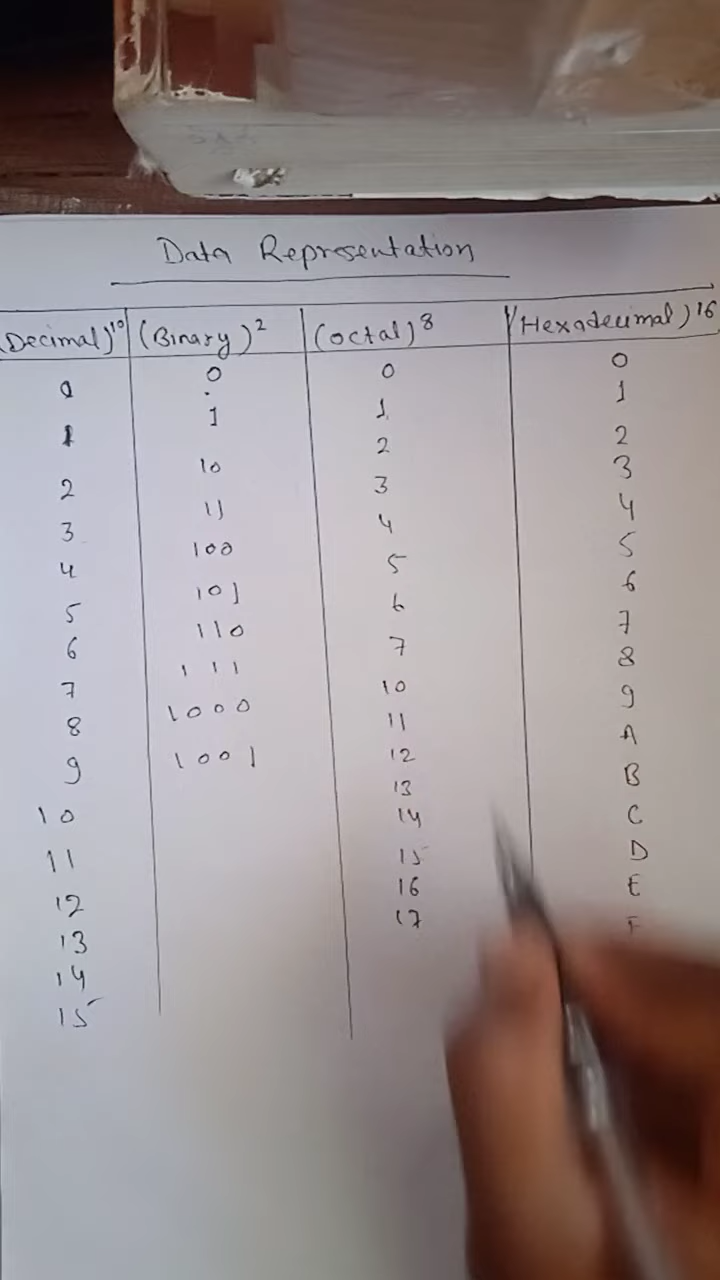 Data Representation
(Decimal)¹⁰ (Binary)² (octal)⁸ (Hexadecimal)¹⁶
0 0 0 0
1 1 1 1
2 10 2 2
3 11 3 3
4 100 4 4
5 101 5 5
6 110 6 6
7 111 7 7
8 1000 10 8
9 1001 11 9
10 12 A
11 13 B
12 14 C
13 15 D
14 16 E
15 17 F